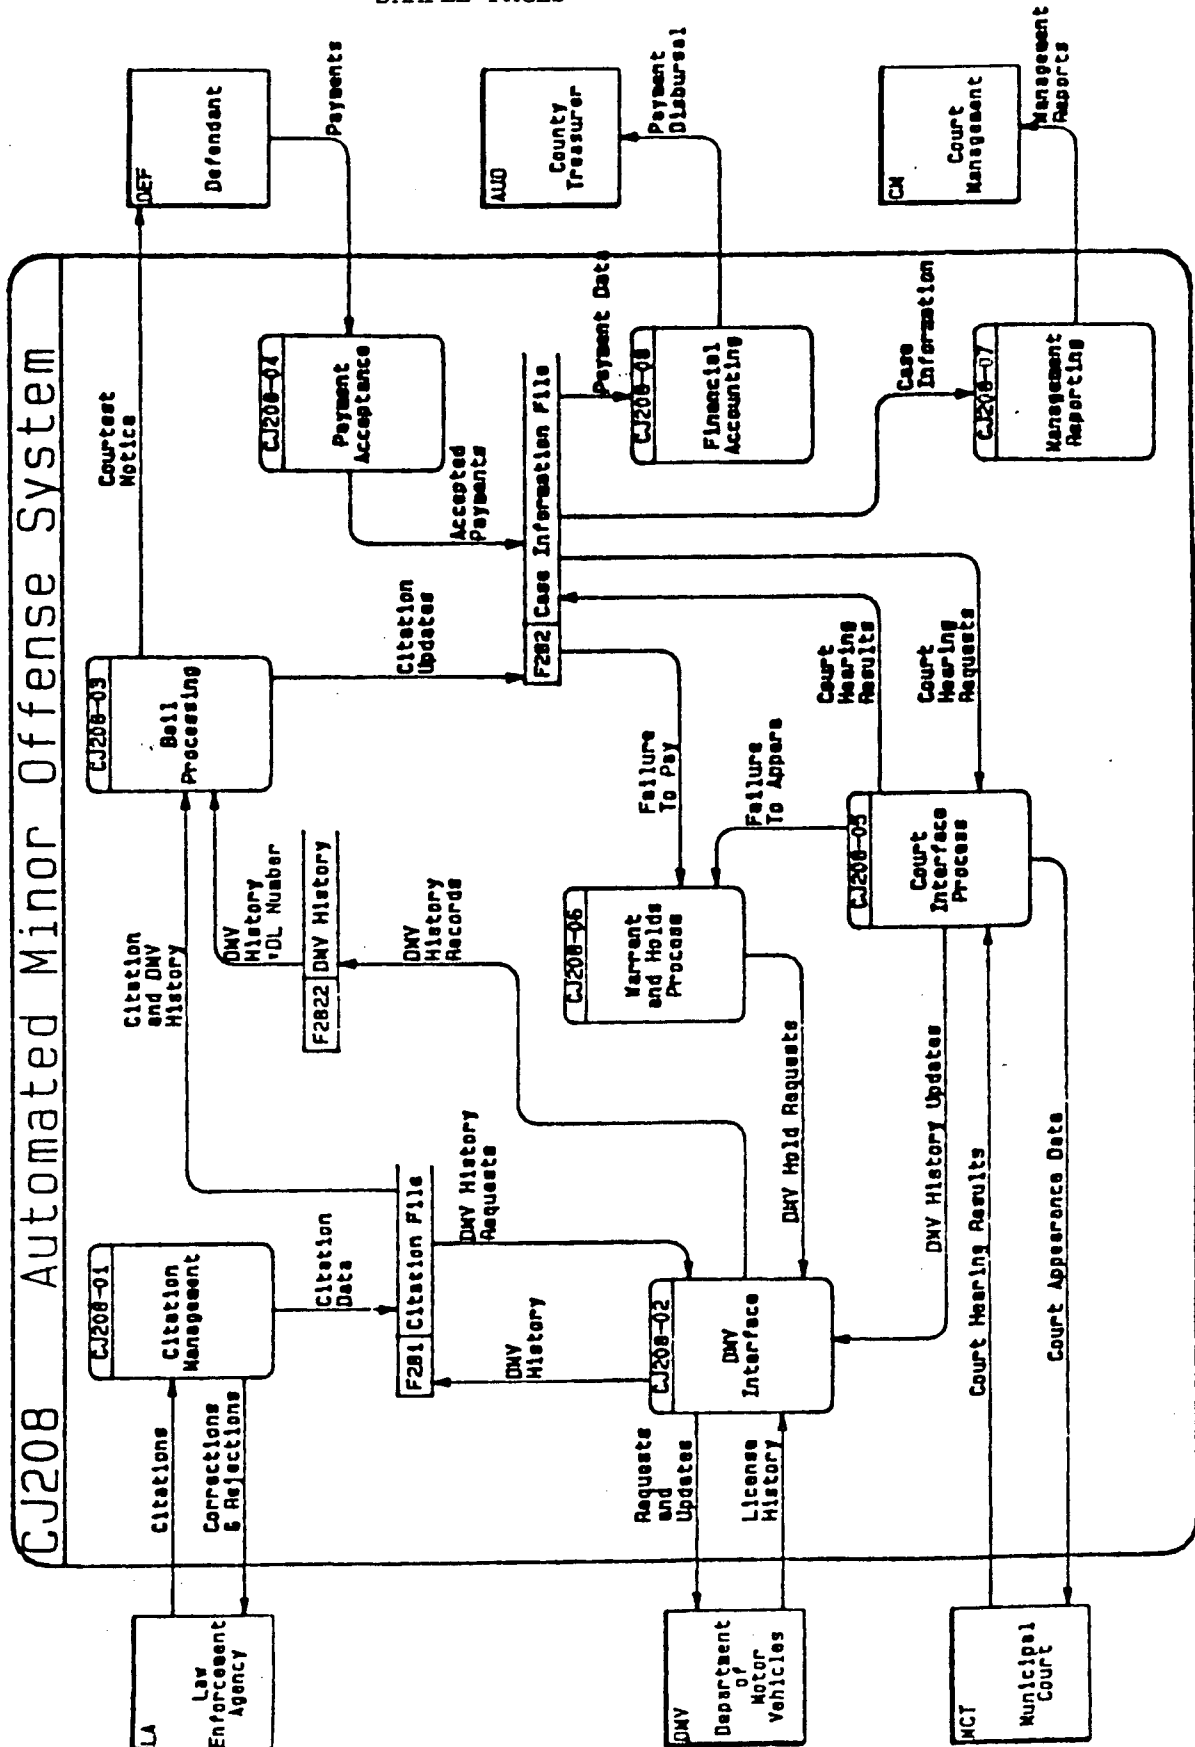 CJ208 Automated Minor Offense System
LA
Law
Enforcement
Agency
Citations
Corrections
& Rejections
CJ208-01
Citation
Management
Citation
Data
F281 Citation File
Citation
and DMV
History
DMV History
Requests
DMV
History
DMV
Department
of
Motor
Vehicles
Requests
and
Updates
License
History
CJ208-02
DMV
Interface
DMV
History
Records
F2822 DMV History
DMV
History
*DL Number
CJ208-03
Bail
Processing
Courtest
Notice
DEF
Defendant
Payments
CJ208-04
Payment
Acceptance
Accepted
Payments
Citation
Updates
F282 Case Information File
Payment Data
CJ208-08
Financial
Accounting
AUD
County
Treasurer
Payment
Disbursal
Case
Information
CJ208-07
Management
Reporting
CM
Court
Management
Management
Reports
Failure
To Pay
Failure
To Appera
CJ208-06
Warrant
and Holds
Process
DMV Hold Requests
Court
Hearing
Results
Court
Hearing
Requests
CJ208-05
Court
Interface
Process
DMV History Updates
Court Hearing Results
Court Appearance Data
MCT
Municipal
Court